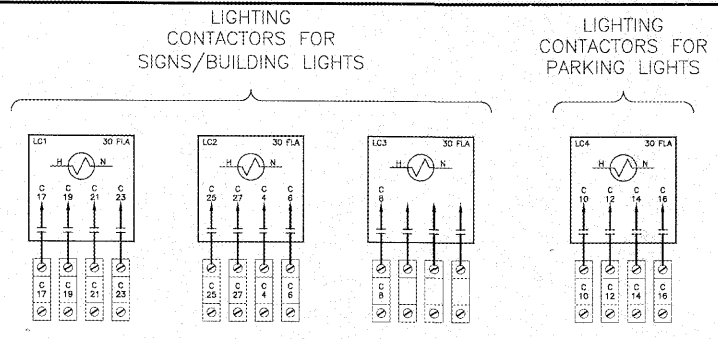 LIGHTING
CONTACTORS FOR
SIGNS/BUILDING LIGHTS
LIGHTING
CONTACTORS FOR
PARKING LIGHTS
LC1 30 FLA
H N
C C C C
17 19 21 23
C C C C
17 19 21 23
LC2 30 FLA
H N
C C C C
25 27 4 6
C C C C
25 27 4 6
LC3 30 FLA
H N
C
8
C
8
LC4 30 FLA
H N
C C C C
10 12 14 16
C C C C
10 12 14 16